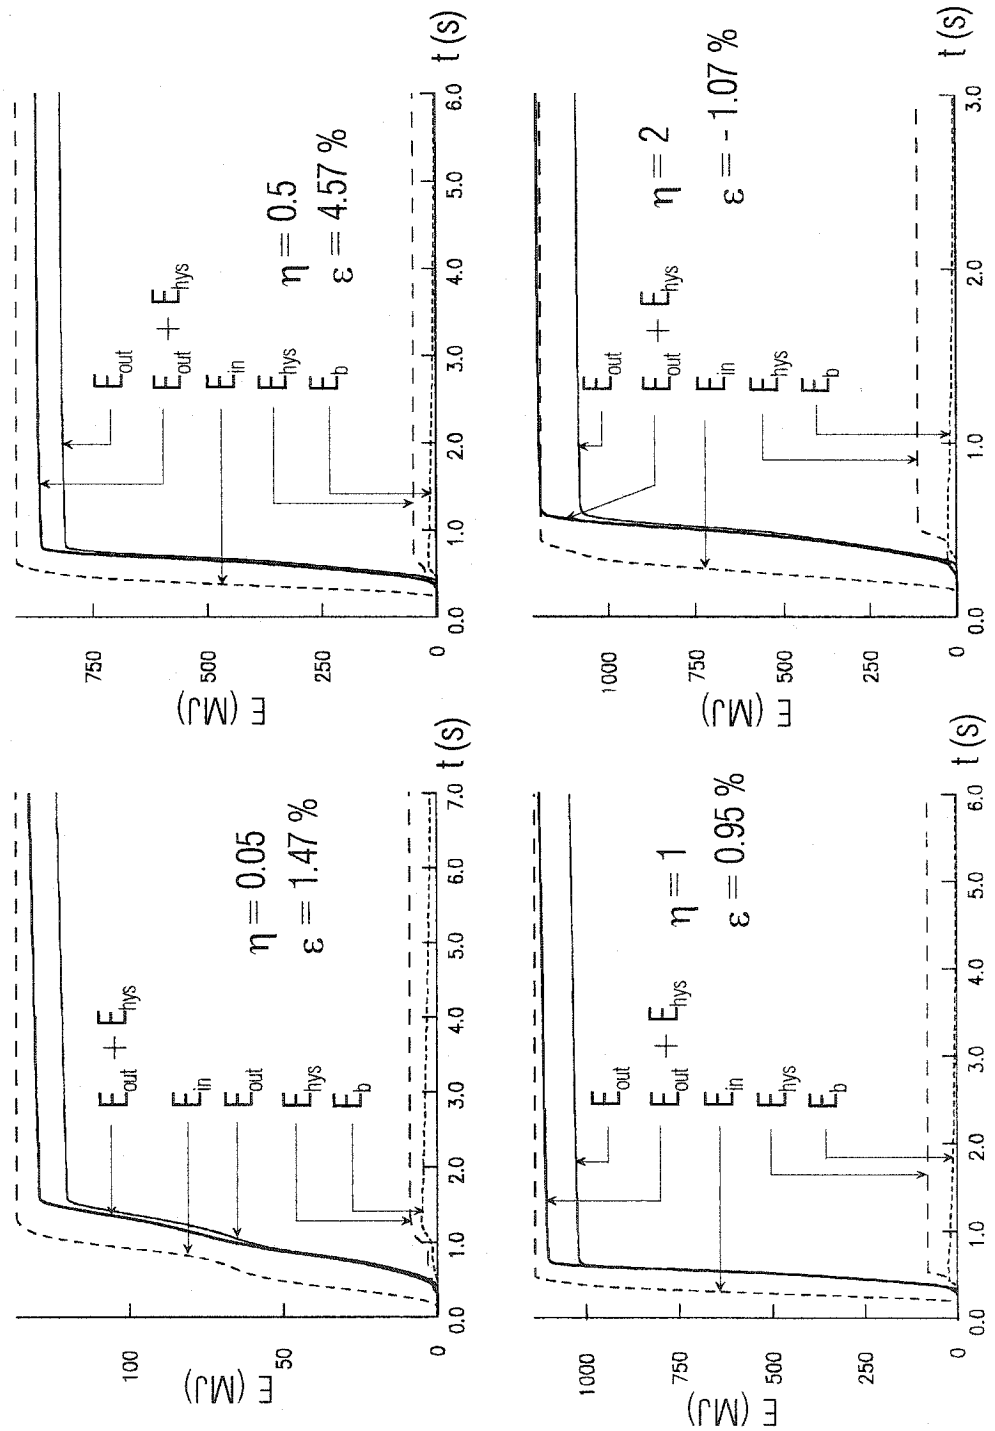 E (MJ)
100
50
0
E_out + E_hys
E_in
E_out
E_hys
E_b
η = 0.05
ε = 1.47 %
0.0 1.0 2.0 3.0 4.0 5.0 6.0 7.0
t (s)
E (MJ)
750
500
250
0
E_out
E_out + E_hys
E_in
E_hys
E_b
η = 0.5
ε = 4.57 %
0.0 1.0 2.0 3.0 4.0 5.0 6.0
t (s)
E (MJ)
1000
750
500
250
0
E_out
E_out + E_hys
E_in
E_hys
E_b
η = 1
ε = 0.95 %
0.0 1.0 2.0 3.0 4.0 5.0 6.0
t (s)
E (MJ)
1000
750
500
250
0
E_out
E_out + E_hys
E_in
E_hys
E_b
η = 2
ε = - 1.07 %
0.0 1.0 2.0 3.0
t (s)